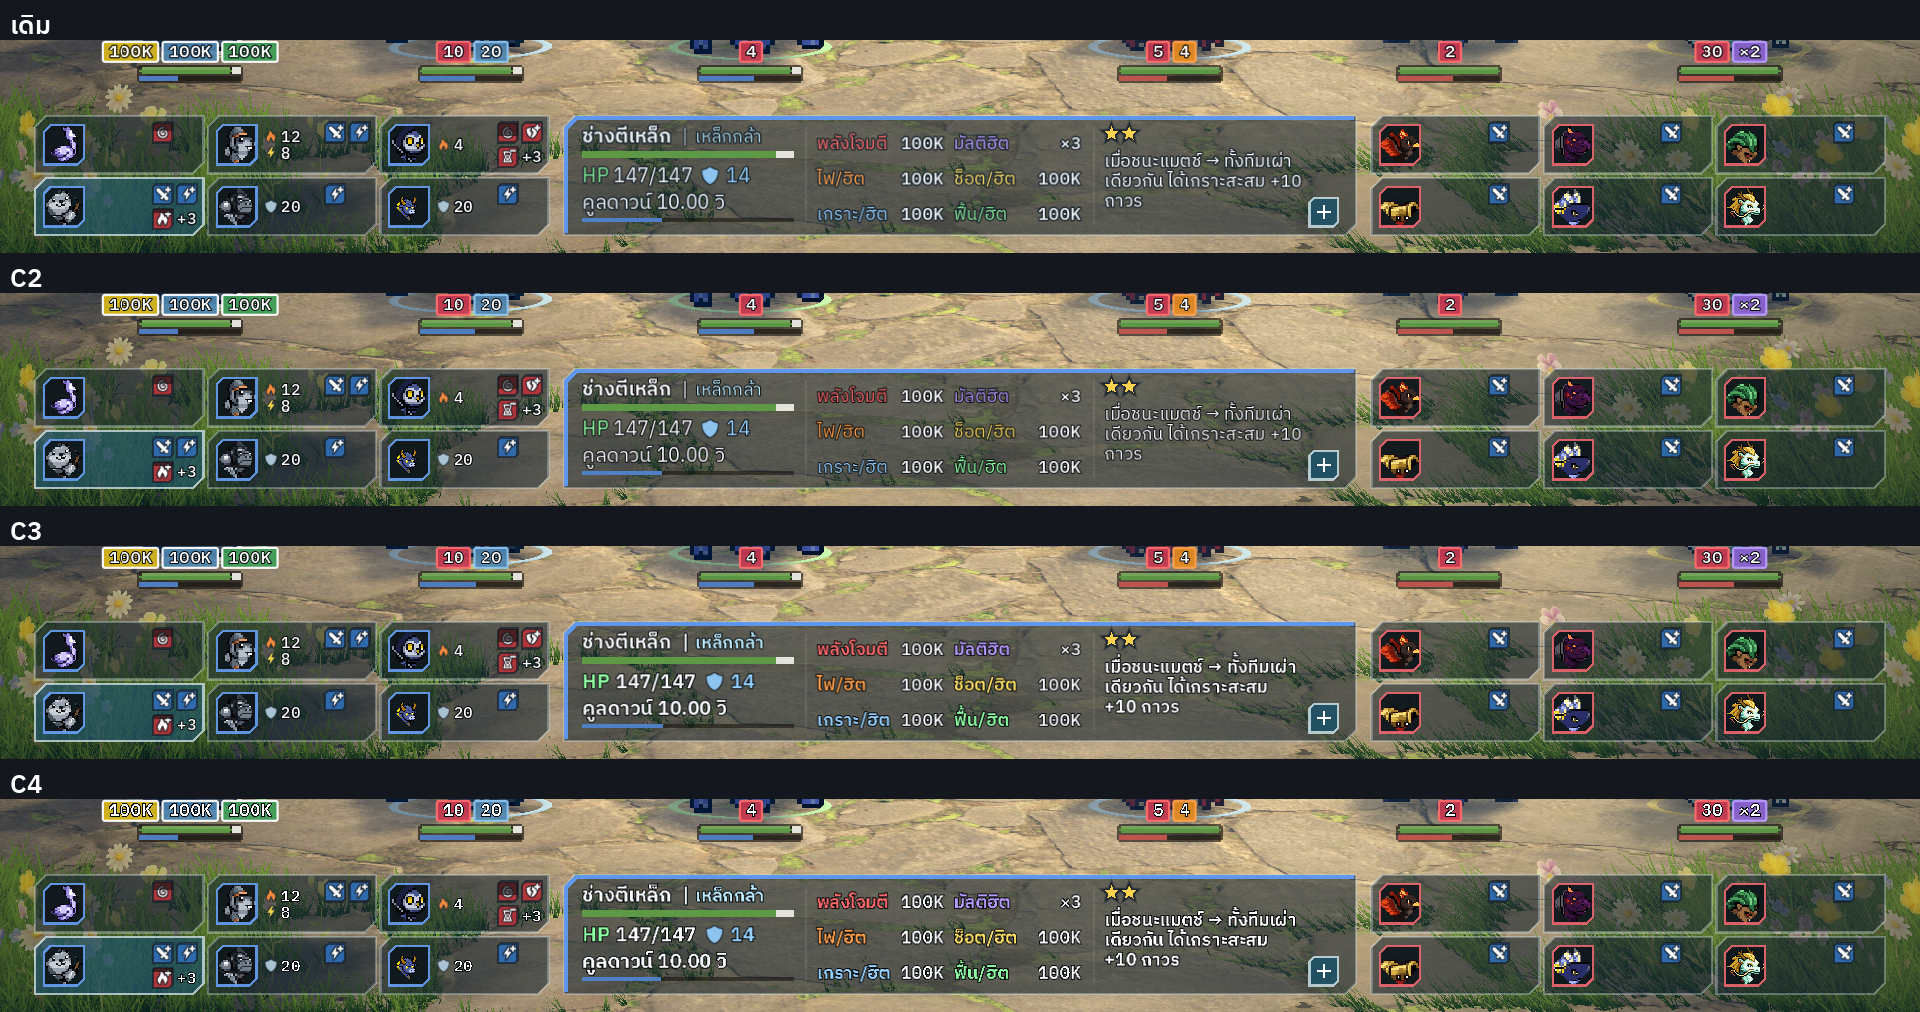 เดิม
100K 100K 100K 10 20 4 5 4 2 30 ×2
12 8 4 +3
+3 20 20
ช่างตีเหล็ก | เหล็กกล้า
HP 147/147 14
คูลดาวน์ 10.00 วิ
พลังโจมตี 100K มัลติฮิต ×3
ไฟ/ฮิต 100K ช็อต/ฮิต 100K
เกราะ/ฮิต 100K ฟื้น/ฮิต 100K
เมื่อชนะแมตช์ → ทั้งทีมเผ่า
เดียวกัน ได้เกราะสะสม +10
ถาวร
+
C2
100K 100K 100K 10 20 4 5 4 2 30 ×2
12 8 4 +3
+3 20 20
ช่างตีเหล็ก | เหล็กกล้า
HP 147/147 14
คูลดาวน์ 10.00 วิ
พลังโจมตี 100K มัลติฮิต ×3
ไฟ/ฮิต 100K ช็อต/ฮิต 100K
เกราะ/ฮิต 100K ฟื้น/ฮิต 100K
เมื่อชนะแมตช์ → ทั้งทีมเผ่า
เดียวกัน ได้เกราะสะสม +10
ถาวร
+
C3
100K 100K 100K 10 20 4 5 4 2 30 ×2
12 8 4 +3
+3 20 20
ช่างตีเหล็ก | เหล็กกล้า
HP 147/147 14
คูลดาวน์ 10.00 วิ
พลังโจมตี 100K มัลติฮิต ×3
ไฟ/ฮิต 100K ช็อต/ฮิต 100K
เกราะ/ฮิต 100K ฟื้น/ฮิต 100K
เมื่อชนะแมตช์ → ทั้งทีมเผ่า
เดียวกัน ได้เกราะสะสม
+10 ถาวร
+
C4
100K 100K 100K 10 20 4 5 4 2 30 ×2
12 8 4 +3
+3 20 20
ช่างตีเหล็ก | เหล็กกล้า
HP 147/147 14
คูลดาวน์ 10.00 วิ
พลังโจมตี 100K มัลติฮิต ×3
ไฟ/ฮิต 100K ช็อต/ฮิต 100K
เกราะ/ฮิต 100K ฟื้น/ฮิต 100K
เมื่อชนะแมตช์ → ทั้งทีมเผ่า
เดียวกัน ได้เกราะสะสม
+10 ถาวร
+